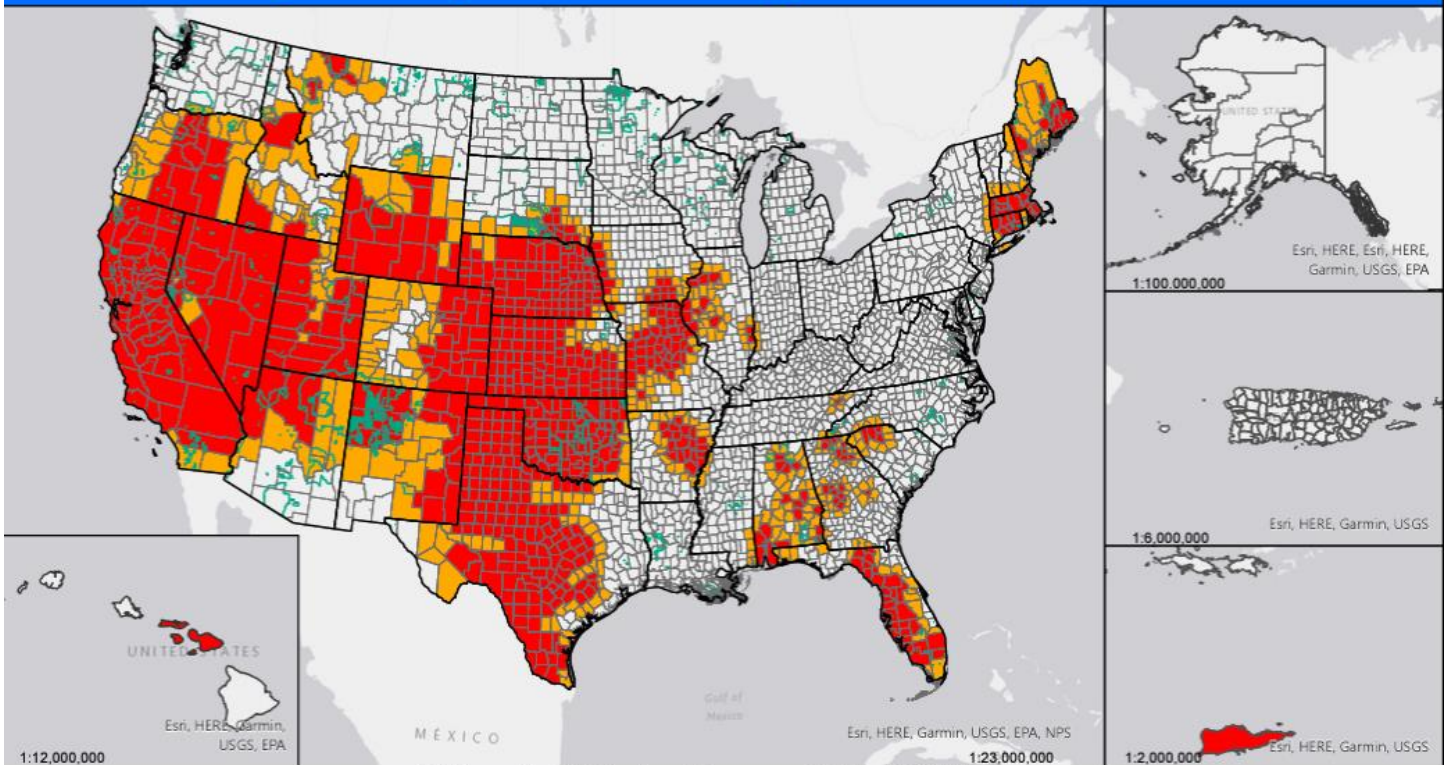 UNITED STATES
Esri, HERE, Esri, HERE,
Garmin, USGS, EPA
1:100,000,000
Esri, HERE, Garmin, USGS
1:6,000,000
UNITED STATES
Esri, HERE, Garmin,
USGS, EPA
1:12,000,000
MÉXICO
Gulf of
Mexico
Esri, HERE, Garmin, USGS, EPA, NPS
1:23,000,000
Esri, HERE, Garmin, USGS
1:2,000,000